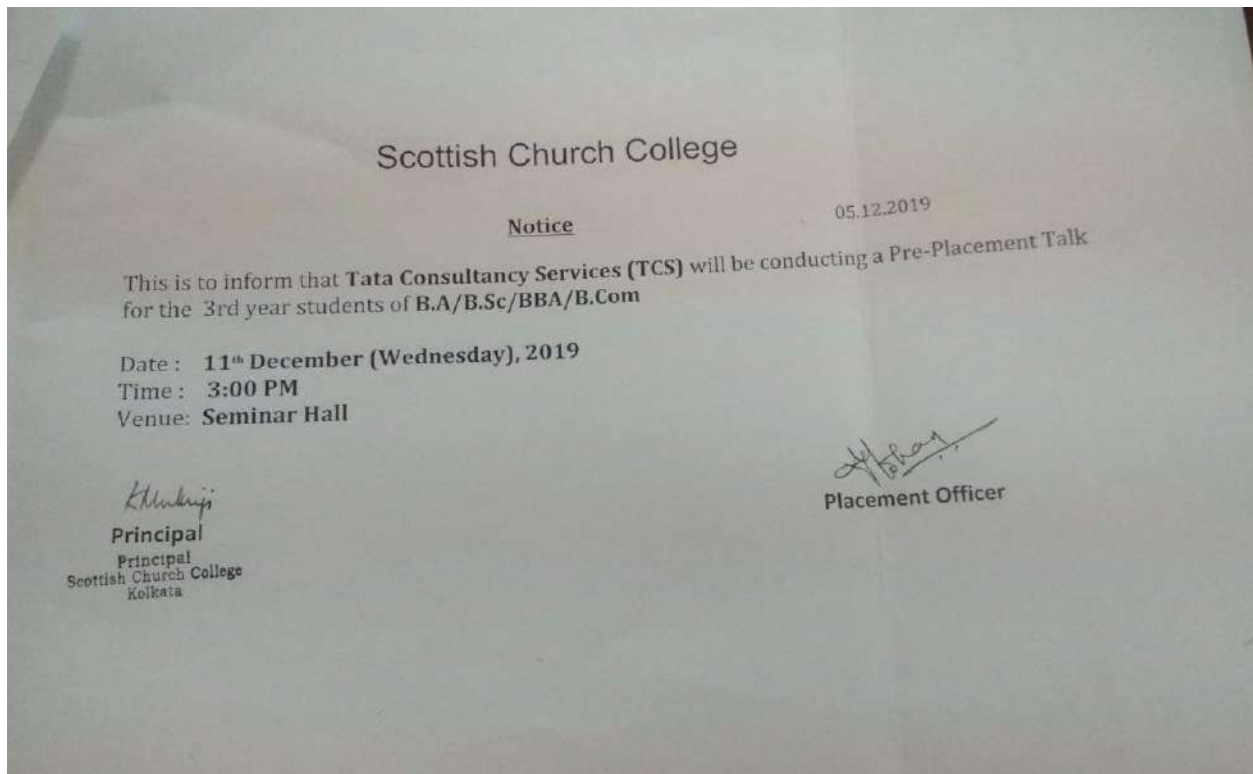 Scottish Church College
Notice
05.12.2019
This is to inform that Tata Consultancy Services (TCS) will be conducting a Pre-Placement Talk
for the 3rd year students of B.A/B.Sc/BBA/B.Com
Date : 11th December (Wednesday), 2019
Time : 3:00 PM
Venue: Seminar Hall
Placement Officer
Principal
Principal
Scottish Church College
Kolkata